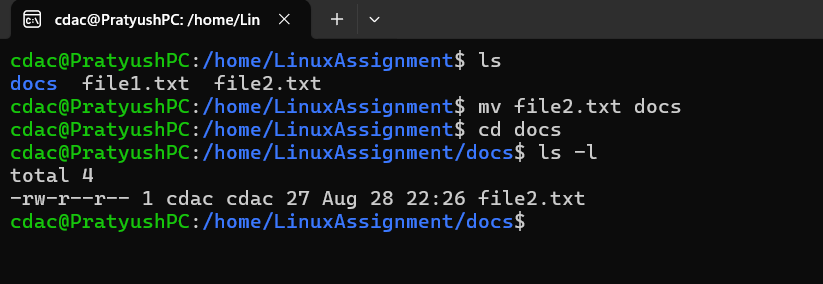 cdac@PratyushPC: /home/Lin
cdac@PratyushPC:/home/LinuxAssignment$ ls
docs  file1.txt  file2.txt
cdac@PratyushPC:/home/LinuxAssignment$ mv file2.txt docs
cdac@PratyushPC:/home/LinuxAssignment$ cd docs
cdac@PratyushPC:/home/LinuxAssignment/docs$ ls -l
total 4
-rw-r--r-- 1 cdac cdac 27 Aug 28 22:26 file2.txt
cdac@PratyushPC:/home/LinuxAssignment/docs$